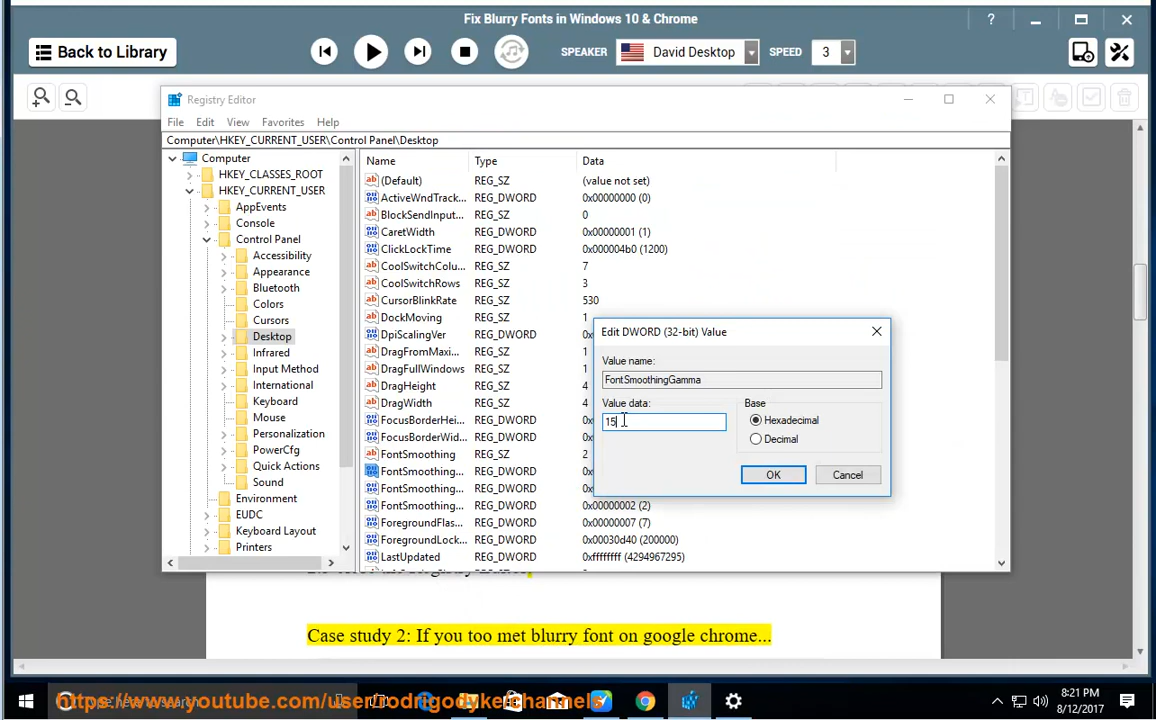 Fix Blurry Fonts in Windows 10 & Chrome
?
Back to Library
SPEAKER
David Desktop
SPEED
3
Registry Editor
File Edit View Favorites Help
Computer\HKEY_CURRENT_USER\Control Panel\Desktop
Computer
HKEY_CLASSES_ROOT
HKEY_CURRENT_USER
AppEvents
Console
Control Panel
Accessibility
Appearance
Bluetooth
Colors
Cursors
Desktop
Infrared
Input Method
International
Keyboard
Mouse
Personalization
PowerCfg
Quick Actions
Sound
Environment
EUDC
Keyboard Layout
Printers
Name Type Data
(Default) REG_SZ (value not set)
ActiveWndTrack... REG_DWORD 0x00000000 (0)
BlockSendInput... REG_SZ 0
CaretWidth REG_DWORD 0x00000001 (1)
ClickLockTime REG_DWORD 0x000004b0 (1200)
CoolSwitchColu... REG_SZ 7
CoolSwitchRows REG_SZ 3
CursorBlinkRate REG_SZ 530
DockMoving REG_SZ 1
DpiScalingVer REG_DWORD
DragFromMaxi... REG_SZ 1
DragFullWindows REG_SZ 1
DragHeight REG_SZ 4
DragWidth REG_SZ 4
FocusBorderHei... REG_DWORD
FocusBorderWid... REG_DWORD
FontSmoothing REG_SZ 2
FontSmoothing... REG_DWORD
FontSmoothing... REG_DWORD
FontSmoothing... REG_DWORD 0x00000002 (2)
ForegroundFlas... REG_DWORD 0x00000007 (7)
ForegroundLock... REG_DWORD 0x00030d40 (200000)
LastUpdated REG_DWORD 0xffffffff (4294967295)
Edit DWORD (32-bit) Value
Value name:
FontSmoothingGamma
Value data:
15
Base
Hexadecimal
Decimal
OK
Cancel
Case study 2: If you too met blurry font on google chrome...
https://www.youtube.com/user/rodrigodyke/channels
8:21 PM
8/12/2017